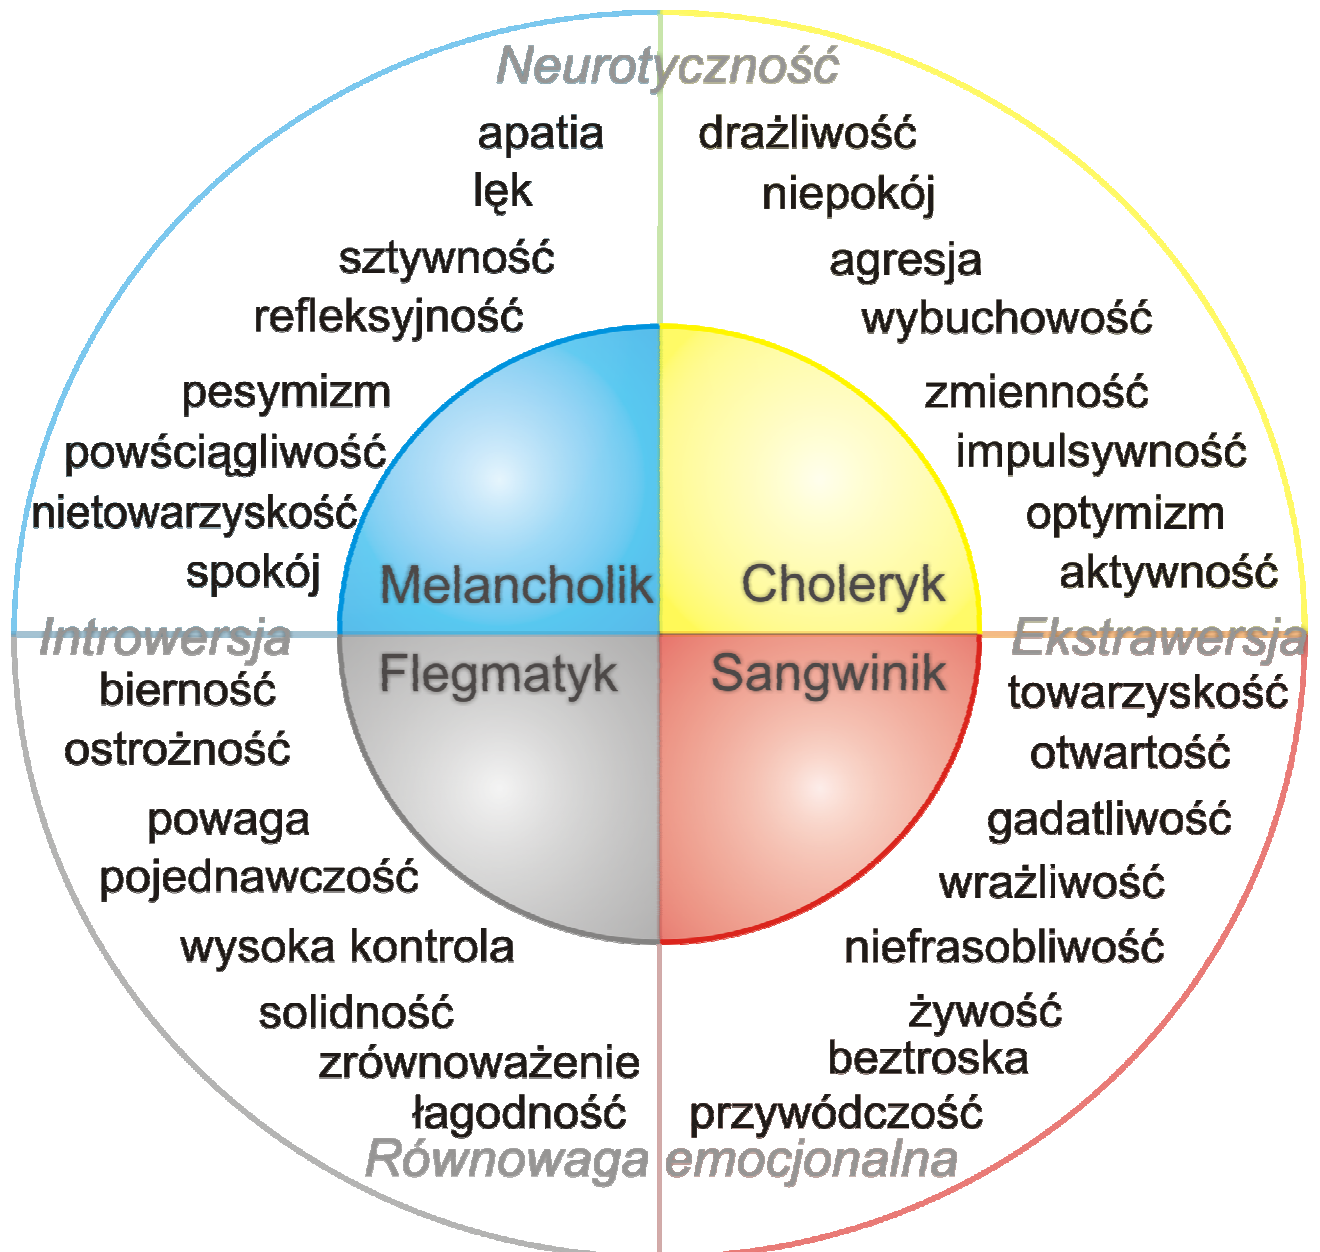 Neurotyczność
apatia
lęk
sztywność
refleksyjność
pesymizm
powściągliwość
nietowarzyskość
spokój
drażliwość
niepokój
agresja
wybuchowość
zmienność
impulsywność
optymizm
aktywność
Melancholik
Choleryk
Introwersja
Ekstrawersja
Flegmatyk
Sangwinik
bierność
ostrożność
powaga
pojednawczość
wysoka kontrola
solidność
zrównoważenie
łagodność
towarzyskość
otwartość
gadatliwość
wrażliwość
niefrasobliwość
żywość
beztroska
przywódczość
Równowaga emocjonalna